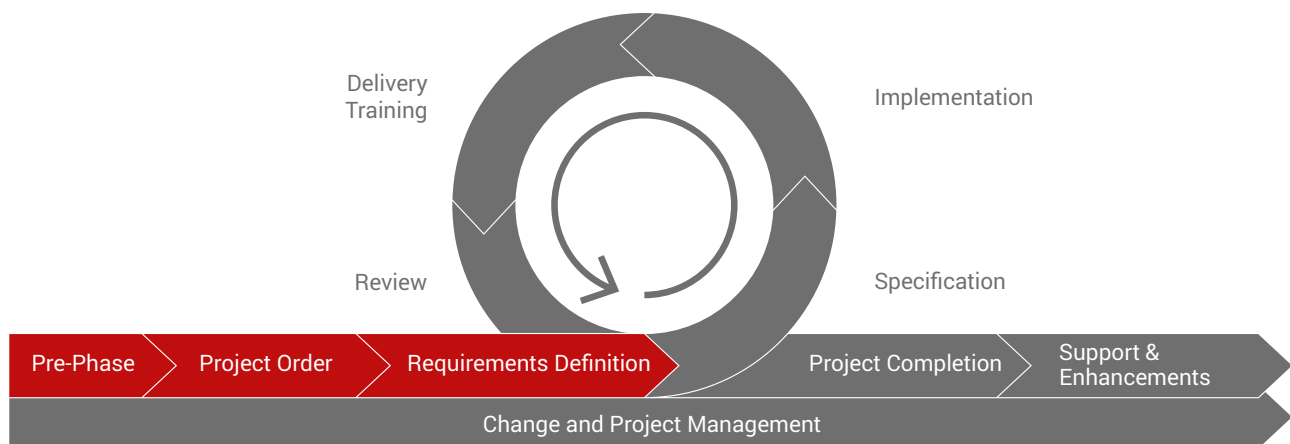 Delivery
Training
Implementation
Review
Specification
Pre-Phase
Project Order
Requirements Definition
Project Completion
Support &
Enhancements
Change and Project Management